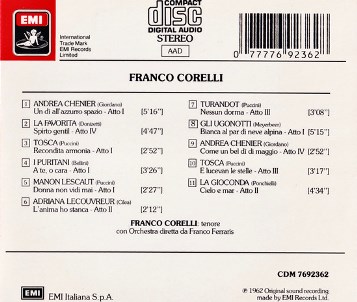 EMI
International
Trade Mark
EMI Records
Limited
COMPACT
disc
DIGITAL AUDIO
AAD
STEREO
0 77776 92362
FRANCO CORELLI
1 ANDREA CHENIER (Giordano)
Un dì all'azzurro spazio - Atto I [5'16"]
2 LA FAVORITA (Donizetti)
Spirto gentil - Atto IV [4'47"]
3 TOSCA (Puccini)
Recondita armonia - Atto I [2'52"]
4 I PURITANI (Bellini)
A te, o cara - Atto I [3'26"]
5 MANON LESCAUT (Puccini)
Donna non vidi mai - Atto I [2'27"]
6 ADRIANA LECOUVREUR (Cilea)
L'anima ho stanca - Atto II [2'12"]
7 TURANDOT (Puccini)
Nessun dorma - Atto III [3'08"]
8 GLI UGONOTTI (Meyerbeer)
Bianca al par di neve alpina - Atto I [5'15"]
9 ANDREA CHENIER (Giordano)
Come un bel dì di maggio - Atto IV [2'52"]
10 TOSCA (Puccini)
E lucevan le stelle - Atto III [3'17"]
11 LA GIOCONDA (Ponchielli)
Cielo e mar - Atto II [4'34"]
FRANCO CORELLI: tenore
con Orchestra diretta da Franco Ferraris
CDM 7692362
EMI EMI Italiana S.p.A.
℗ 1962 Original sound recording
made by EMI Records Ltd.